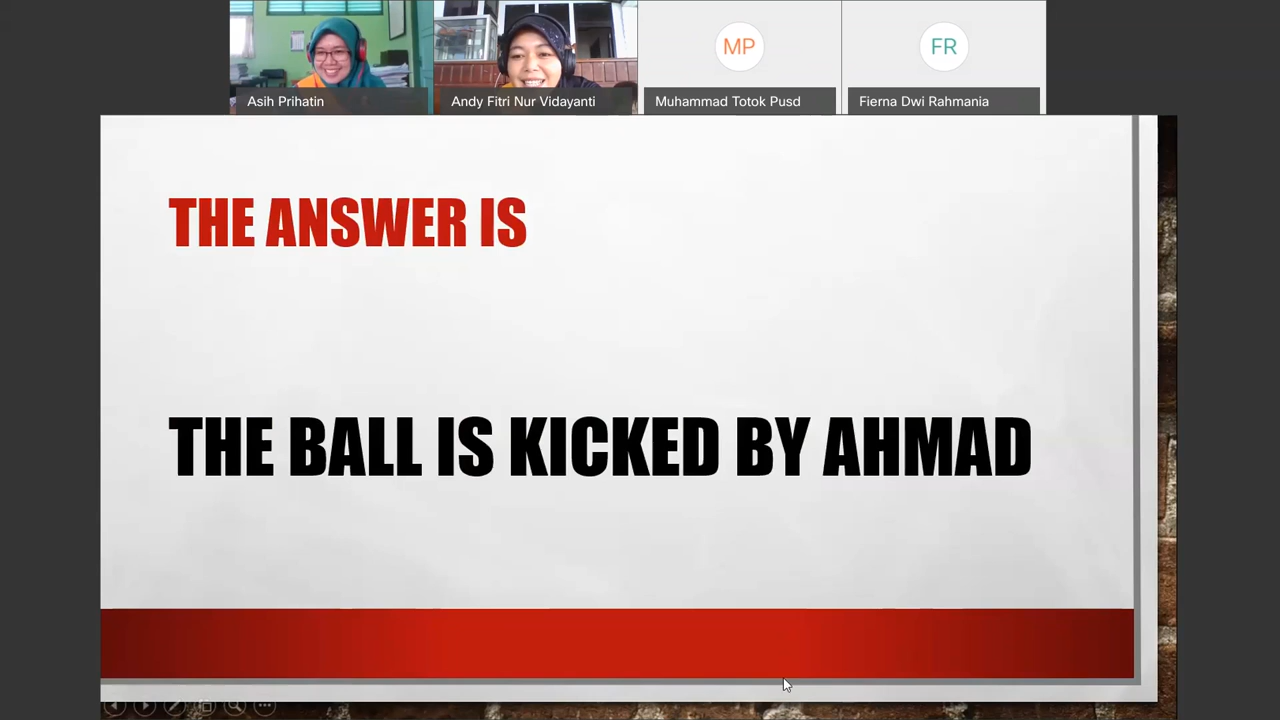 Asih Prihatin
Andy Fitri Nur Vidayanti
MP
Muhammad Totok Pusd
FR
Fierna Dwi Rahmania
THE ANSWER IS
THE BALL IS KICKED BY AHMAD